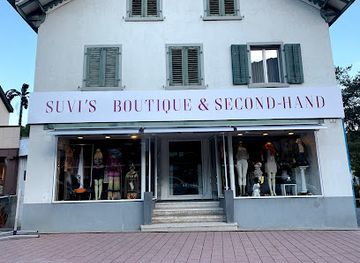 SUVI'S BOUTIQUE & SECOND-HAND